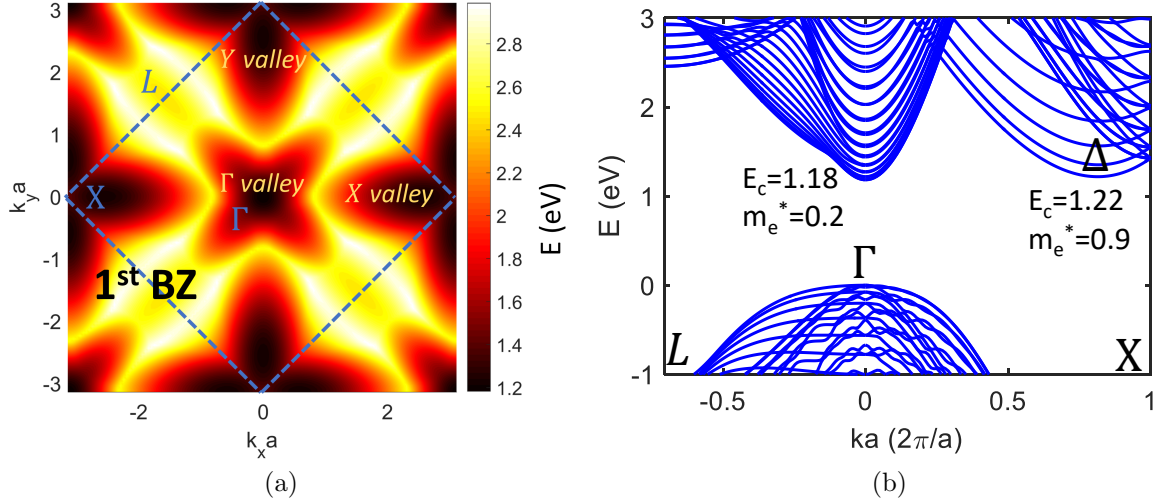 3
2
1
0
-1
-2
-3
k_y a
-2
0
2
k_x a
Y valley
L
X
Γ valley
X valley
Γ
1st BZ
2.8
2.6
2.4
2.2
2
1.8
1.6
1.4
1.2
E (eV)
(a)
3
2
1
0
-1
E (eV)
E_c=1.18
m_e^*=0.2
Δ
E_c=1.22
m_e^*=0.9
Γ
L
X
-0.5
0
0.5
1
ka (2π/a)
(b)